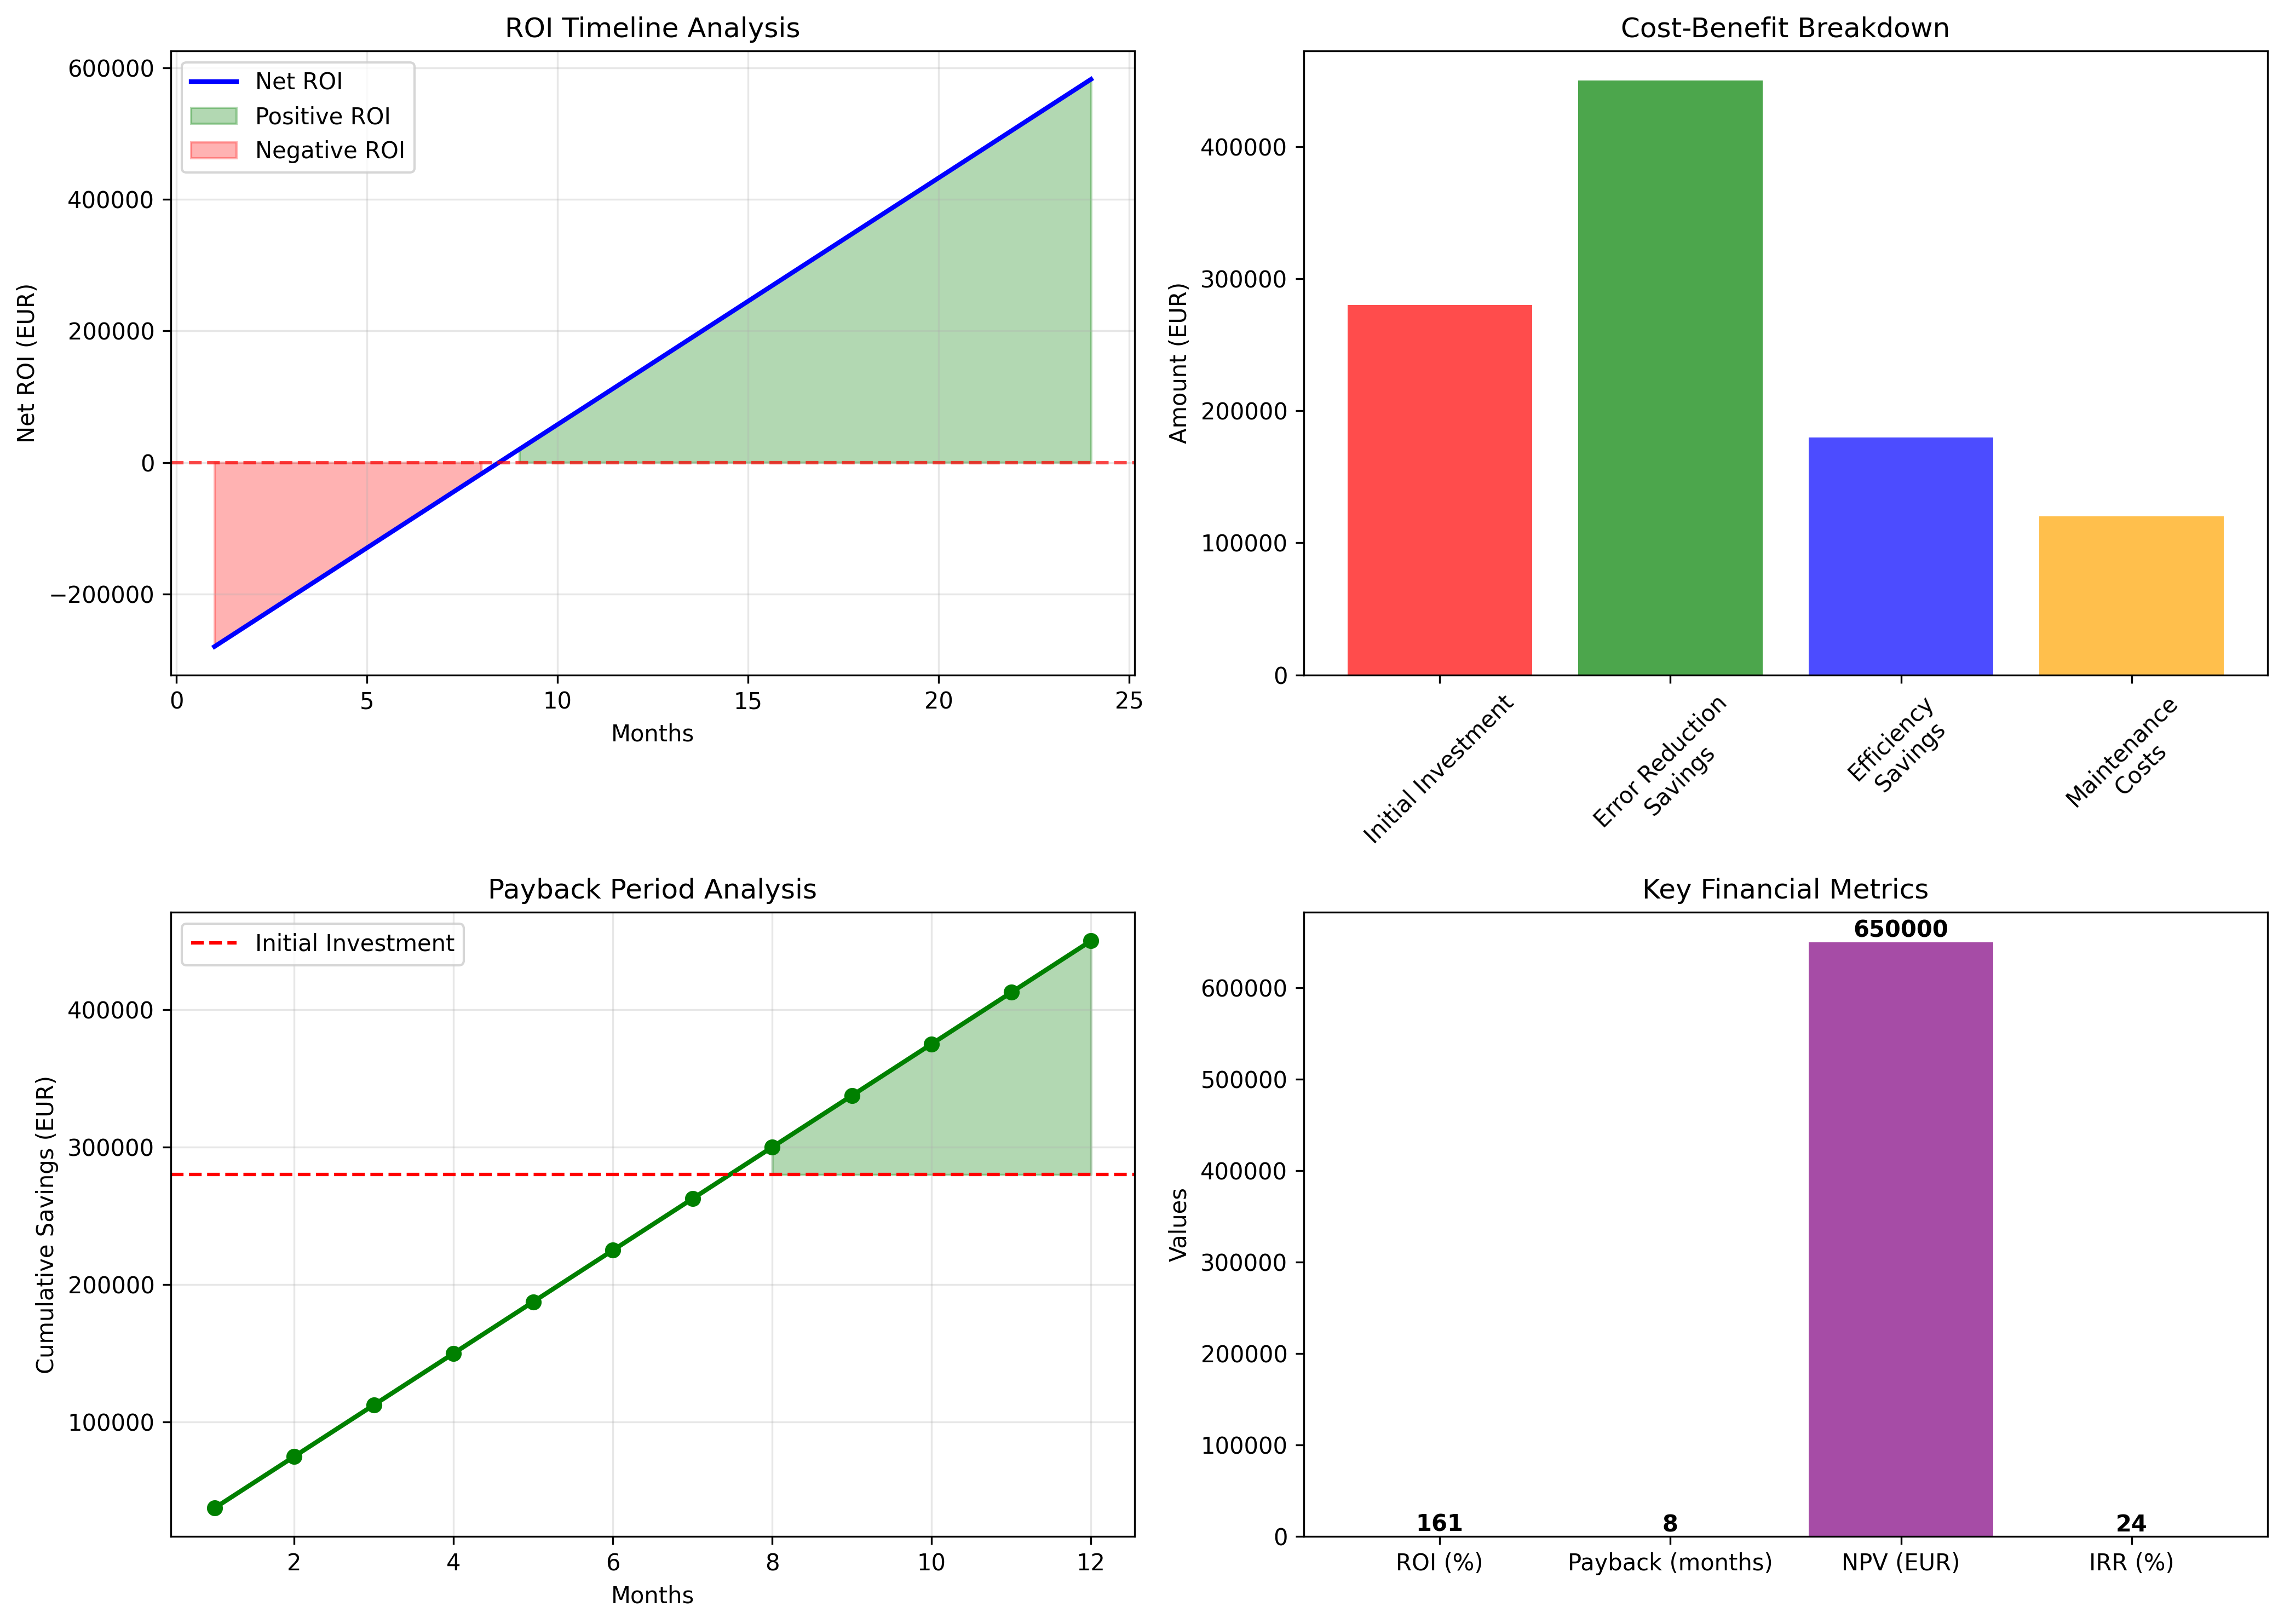 ROI Timeline Analysis
Net ROI (EUR)
600000
400000
200000
0
−200000
Net ROI
Positive ROI
Negative ROI
0 5 10 15 20 25
Months
Cost-Benefit Breakdown
Amount (EUR)
400000
300000
200000
100000
0
Initial Investment
Error Reduction
Savings
Efficiency
Savings
Maintenance
Costs
Payback Period Analysis
Cumulative Savings (EUR)
400000
300000
200000
100000
Initial Investment
2 4 6 8 10 12
Months
Key Financial Metrics
Values
600000
500000
400000
300000
200000
100000
0
650000
161 8 24
ROI (%) Payback (months) NPV (EUR) IRR (%)